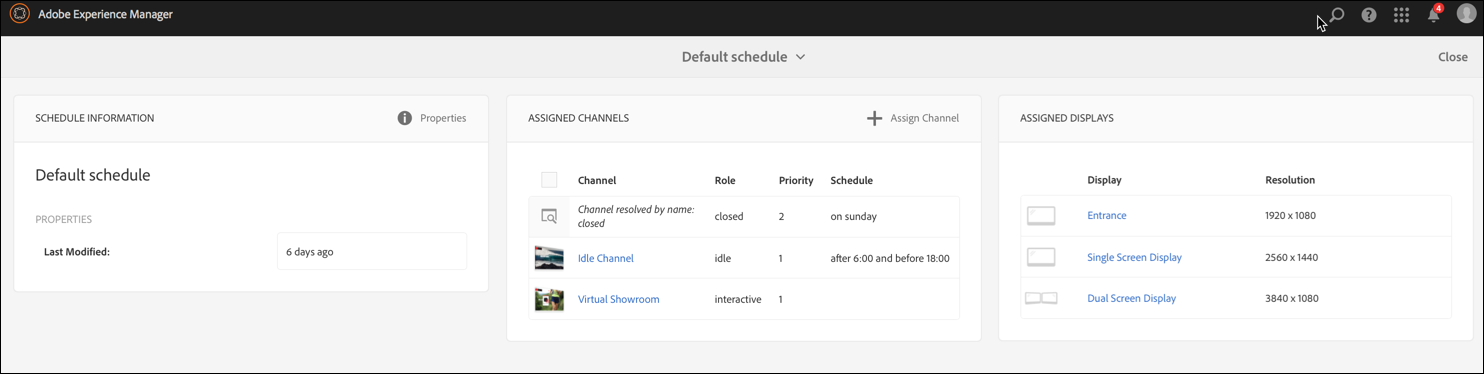 Adobe Experience Manager
4
Default schedule
Close
SCHEDULE INFORMATION
Properties
Default schedule
PROPERTIES
Last Modified:
6 days ago
ASSIGNED CHANNELS
Assign Channel
Channel Role Priority Schedule
Channel resolved by name:
closed
closed 2 on sunday
Idle Channel idle 1 after 6:00 and before 18:00
Virtual Showroom interactive 1
ASSIGNED DISPLAYS
Display Resolution
Entrance 1920 x 1080
Single Screen Display 2560 x 1440
Dual Screen Display 3840 x 1080